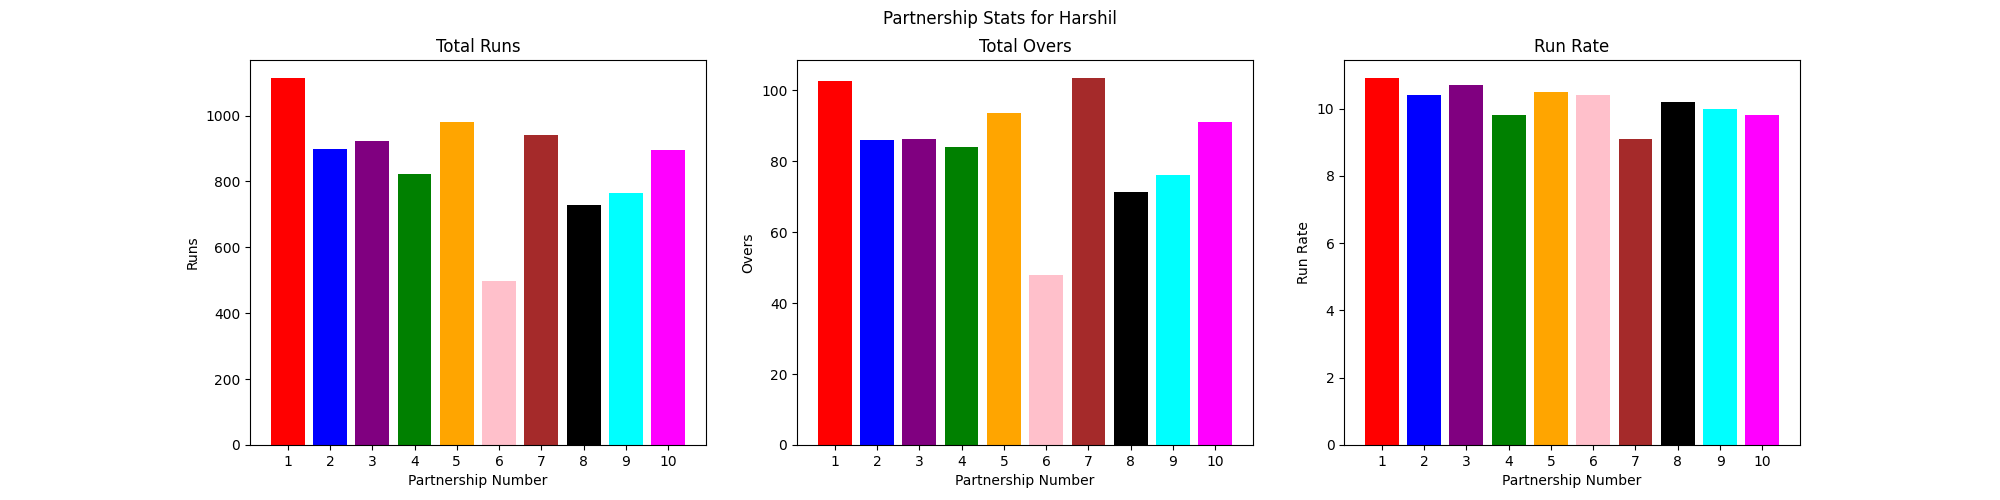 Partnership Stats for Harshil
Total Runs
Runs
1000
800
600
400
200
0
1 2 3 4 5 6 7 8 9 10
Partnership Number
Total Overs
Overs
100
80
60
40
20
0
1 2 3 4 5 6 7 8 9 10
Partnership Number
Run Rate
Run Rate
10
8
6
4
2
0
1 2 3 4 5 6 7 8 9 10
Partnership Number